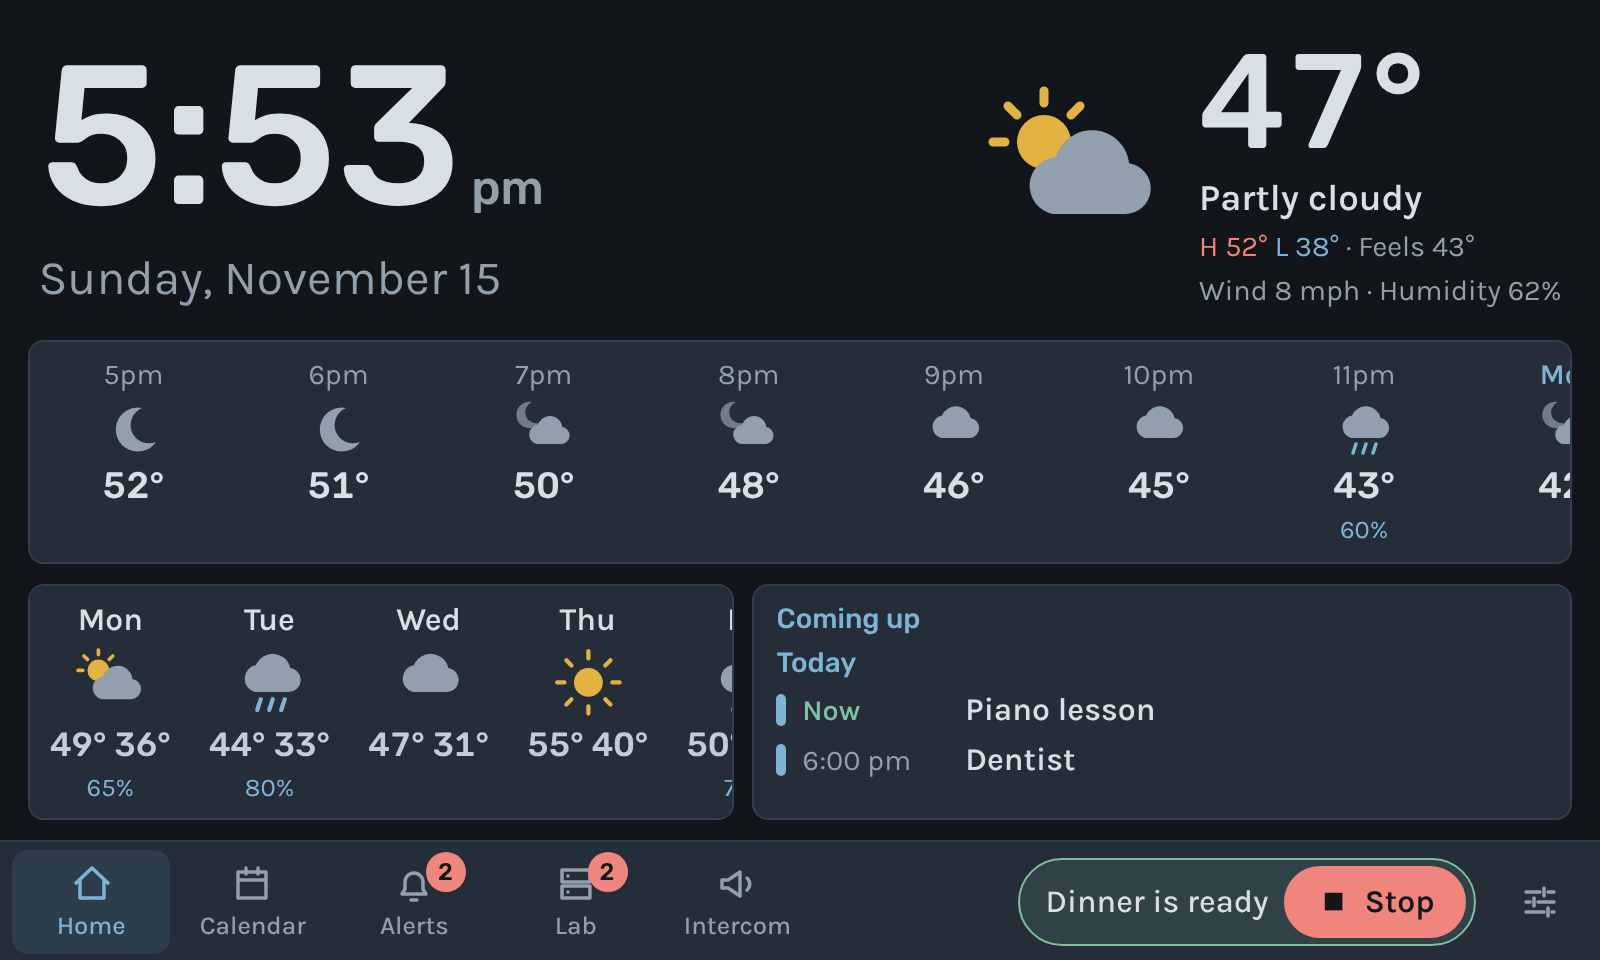 5:53 pm
Sunday, November 15
47°
Partly cloudy
H 52° L 38° · Feels 43°
Wind 8 mph · Humidity 62%
5pm 6pm 7pm 8pm 9pm 10pm 11pm
52° 51° 50° 48° 46° 45° 43°
60%
Mon Tue Wed Thu
49° 36° 44° 33° 47° 31° 55° 40°
65% 80%
Coming up
Today
Now Piano lesson
6:00 pm Dentist
Home Calendar 2 Alerts 2 Lab Intercom
Dinner is ready Stop